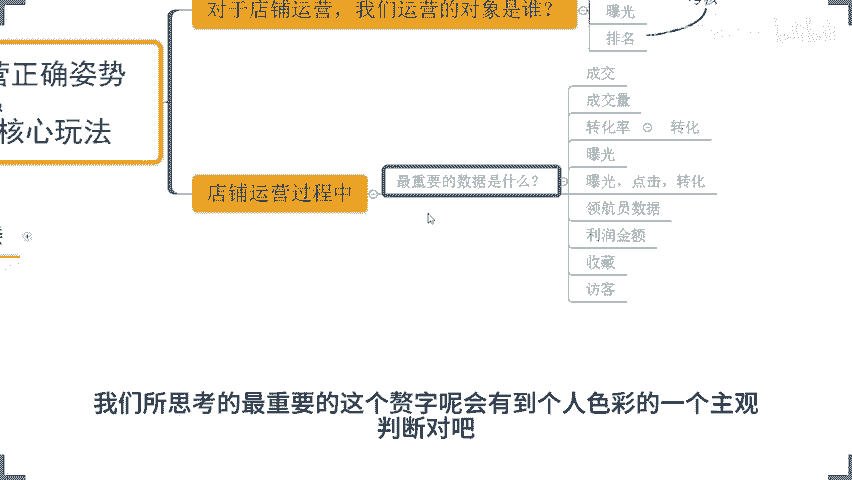 对于店铺运营，我们运营的对象是谁？
曝光
排名
营正确姿势
核心玩法
店铺运营过程中
最重要的数据是什么？
成交
成交量
转化率
转化
曝光
曝光，点击，转化
领航员数据
利润金额
收藏
访客
我们所思考的最重要的这个赘字呢会有到个人色彩的一个主观
判断对吧